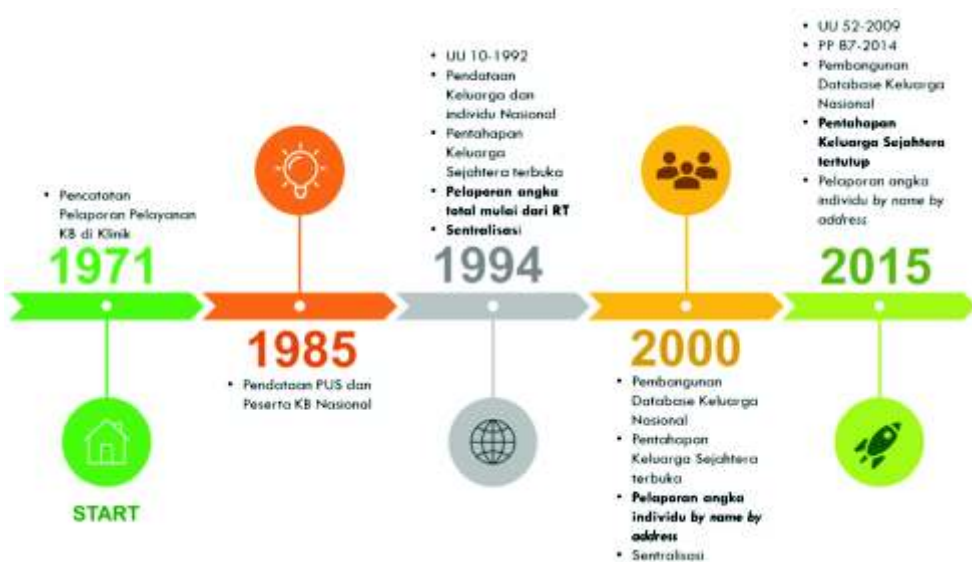 • Pencatatan
Pelaporan Pelayanan
KB di Klinik
1971
START
1985
• Pendataan PUS dan
Peserta KB Nasional
• UU 10-1992
• Pendataan
Keluarga dan
individu Nasional
• Pentahapan
Keluarga
Sejahtera terbuka
• Pelaporan angka
total mulai dari RT
• Sentralisasi
1994
2000
• Pembangunan
Database Keluarga
Nasional
• Pentahapan
Keluarga Sejahtera
terbuka
• Pelaporan angka
individu by name by
address
• Sentralisasi
• UU 52-2009
• PP 87-2014
• Pembangunan
Database Keluarga
Nasional
• Pentahapan
Keluarga Sejahtera
tertutup
• Pelaporan angka
individu by name by
address
2015